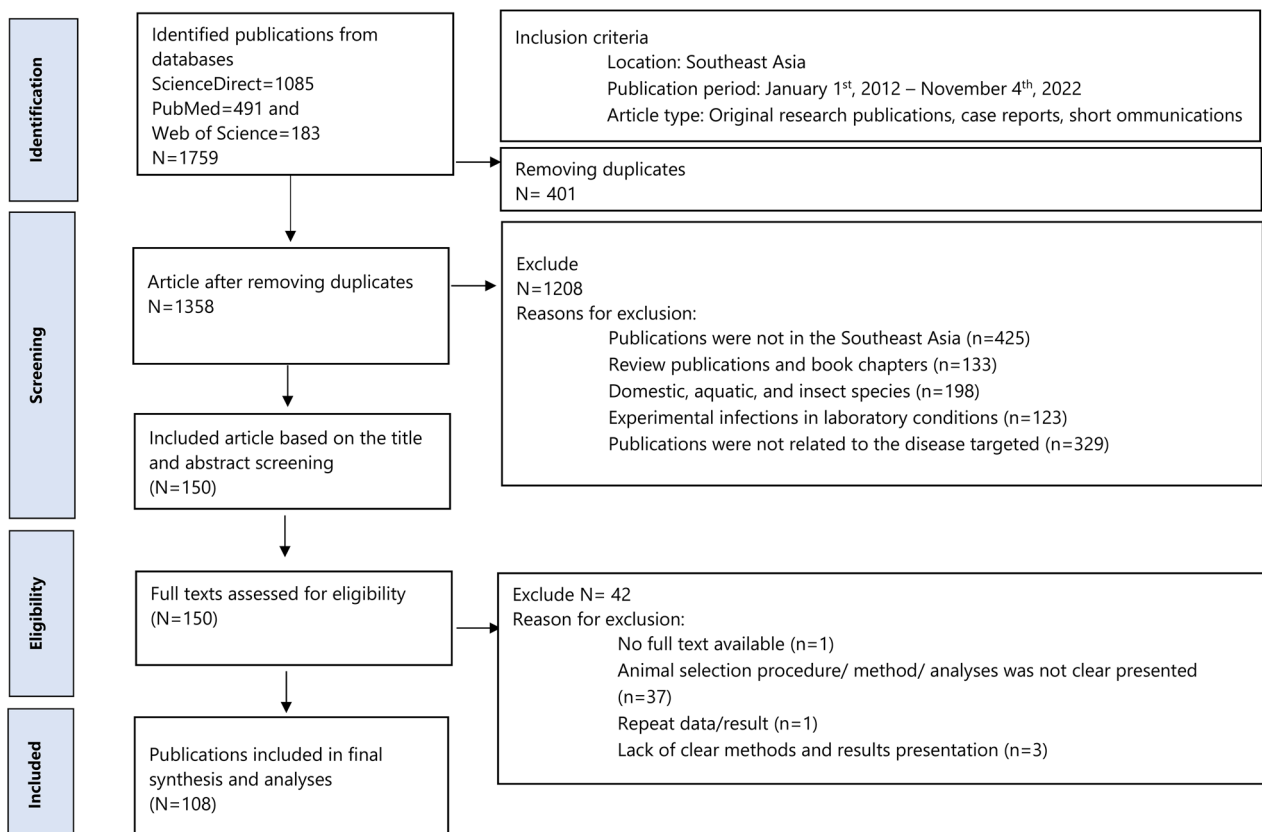 Identification
Identified publications from
databases
ScienceDirect=1085
PubMed=491 and
Web of Science=183
N=1759
Inclusion criteria
Location: Southeast Asia
Publication period: January 1st, 2012 – November 4th, 2022
Article type: Original research publications, case reports, short ommunications
Removing duplicates
N= 401
Screening
Article after removing duplicates
N=1358
Exclude
N=1208
Reasons for exclusion:
Publications were not in the Southeast Asia (n=425)
Review publications and book chapters (n=133)
Domestic, aquatic, and insect species (n=198)
Experimental infections in laboratory conditions (n=123)
Publications were not related to the disease targeted (n=329)
Included article based on the title
and abstract screening
(N=150)
Eligibility
Full texts assessed for eligibility
(N=150)
Exclude N= 42
Reason for exclusion:
No full text available (n=1)
Animal selection procedure/ method/ analyses was not clear presented
(n=37)
Repeat data/result (n=1)
Lack of clear methods and results presentation (n=3)
Included
Publications included in final
synthesis and analyses
(N=108)